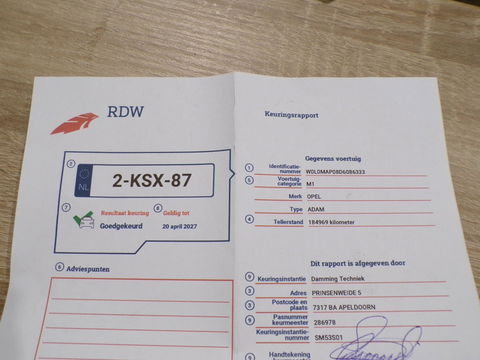 RDW
Keuringsrapport
3
NL
2-KSX-87
7
Resultaat keuring
Goedgekeurd
6
Geldig tot
20 april 2027
8 Adviespunten
Gegevens voertuig
1 Identificatie-
nummer W0L0MAP08D6086333
5 Voertuig-
categorie M1
Merk OPEL
Type ADAM
4 Tellerstand 184969 kilometer
Dit rapport is afgegeven door
9 Keuringsinstantie Damming Techniek
2 Adres PRINSENWEIDE 5
2 Postcode en
plaats 7317 BA APELDOORN
9 Pasnummer
keurmeester 286978
Keuringsinstantie-
nummer SM53S01
9 Handtekening